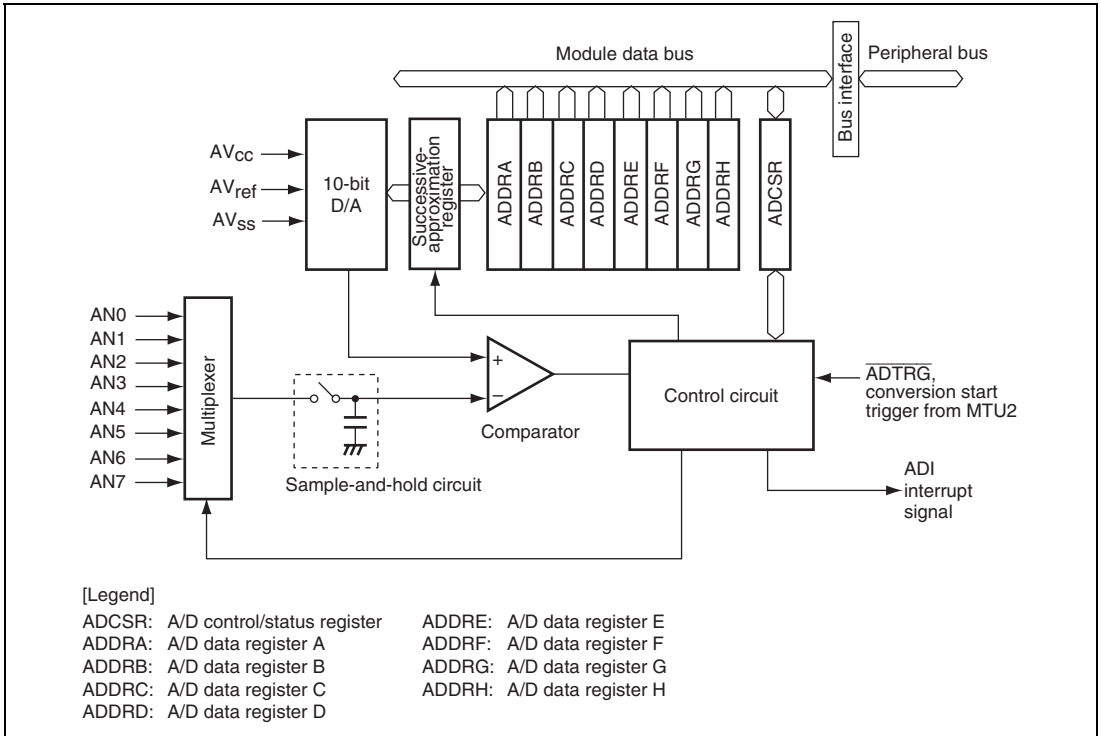 Module data bus
Peripheral bus
Bus interface
AVCC
AVref
AVSS
10-bit
D/A
Successive-
approximation
register
ADDRA
ADDRB
ADDRC
ADDRD
ADDRE
ADDRF
ADDRG
ADDRH
ADCSR
AN0
AN1
AN2
AN3
AN4
AN5
AN6
AN7
Multiplexer
+
−
Comparator
Sample-and-hold circuit
Control circuit
ADTRG,
conversion start
trigger from MTU2
ADI
interrupt
signal
[Legend]
ADCSR: A/D control/status register
ADDRA: A/D data register A
ADDRB: A/D data register B
ADDRC: A/D data register C
ADDRD: A/D data register D
ADDRE: A/D data register E
ADDRF: A/D data register F
ADDRG: A/D data register G
ADDRH: A/D data register H